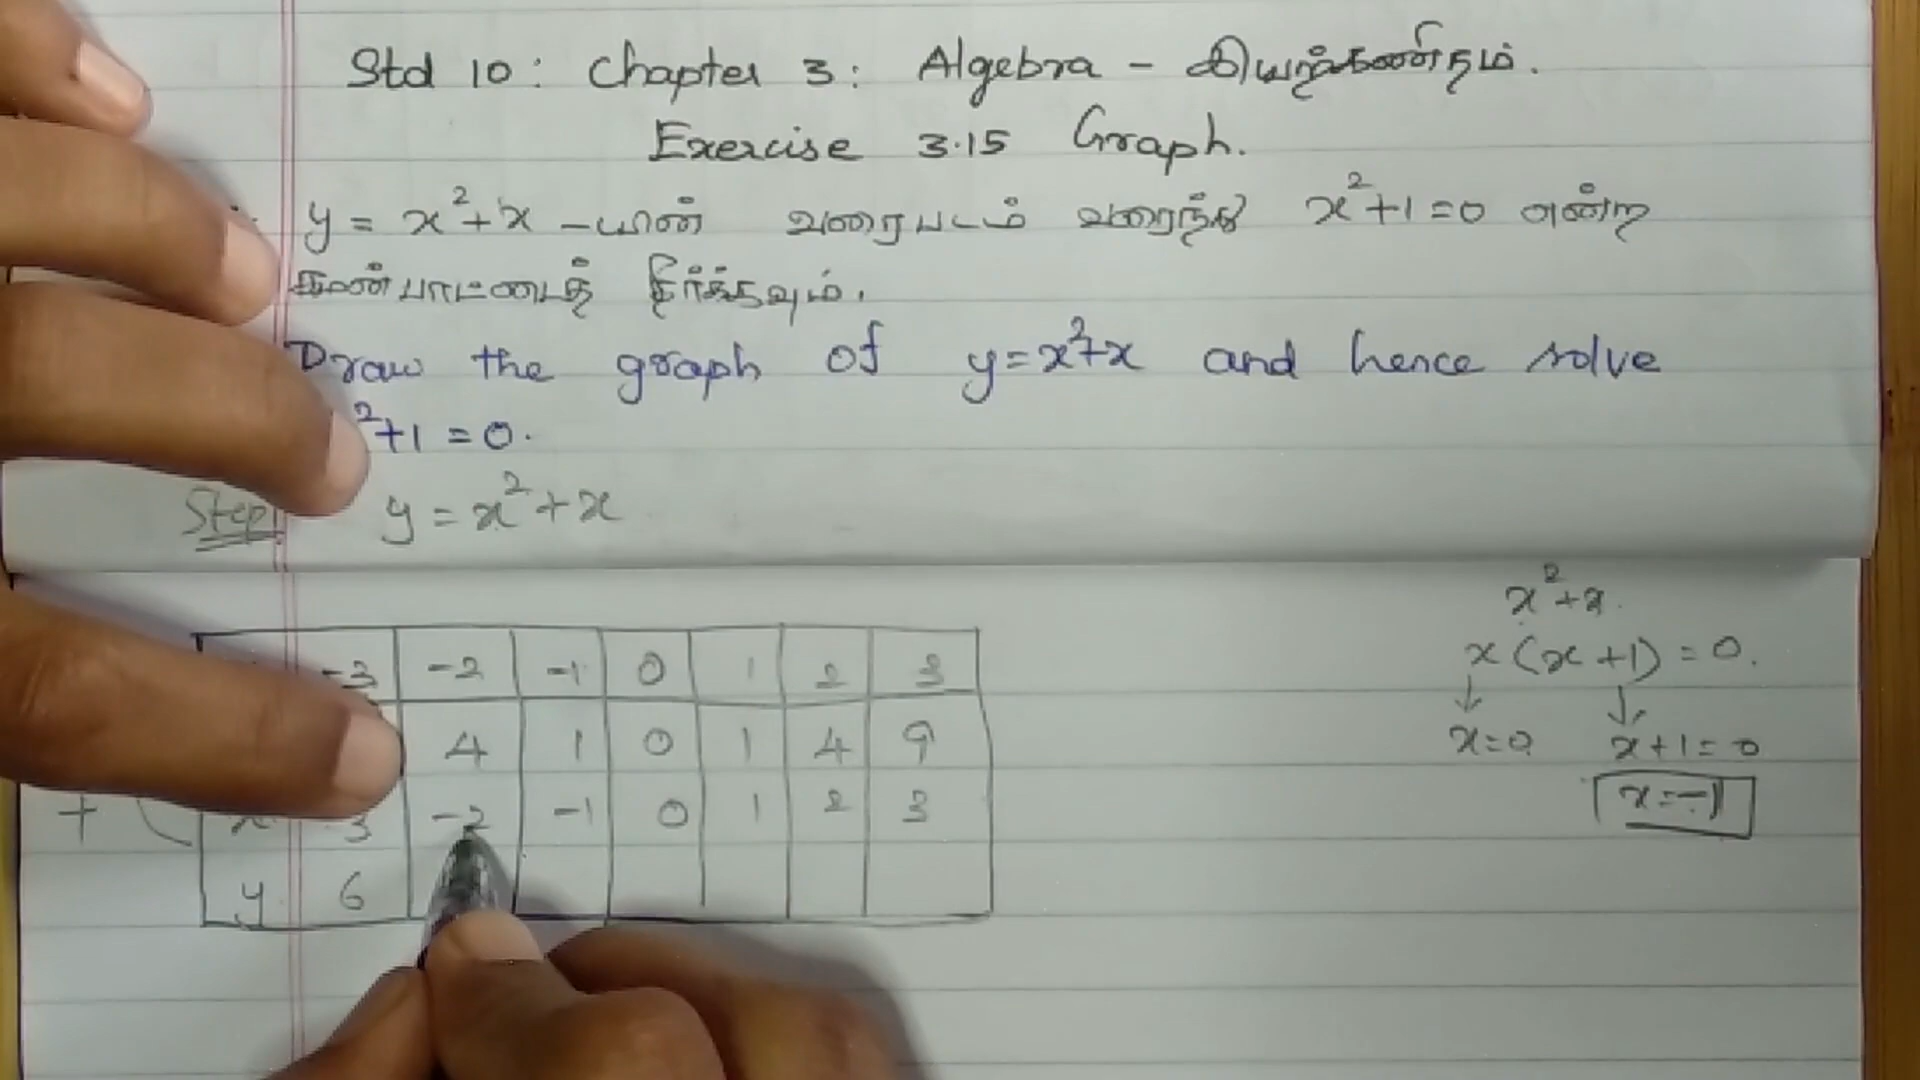 Std 10: Chapter 3: Algebra - இயற்கணிதம்.
Exercise 3.15 Graph.
y = x²+x -யின் வரைபடம் வரைந்து x²+1=0 என்ற
சமன்பாட்டைத் தீர்க்கவும்.
Draw the graph of y=x²+x and hence solve
²+1=0.
Step y = x²+x
x²+x.
x(x+1)=0.
x=0 x+1=0
x=-1
-3 -2 -1 0 1 2 3
4 1 0 1 4 9
+ x -3 -2 -1 0 1 2 3
y 6